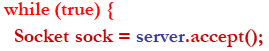 while (true) {
Socket sock = server.accept();